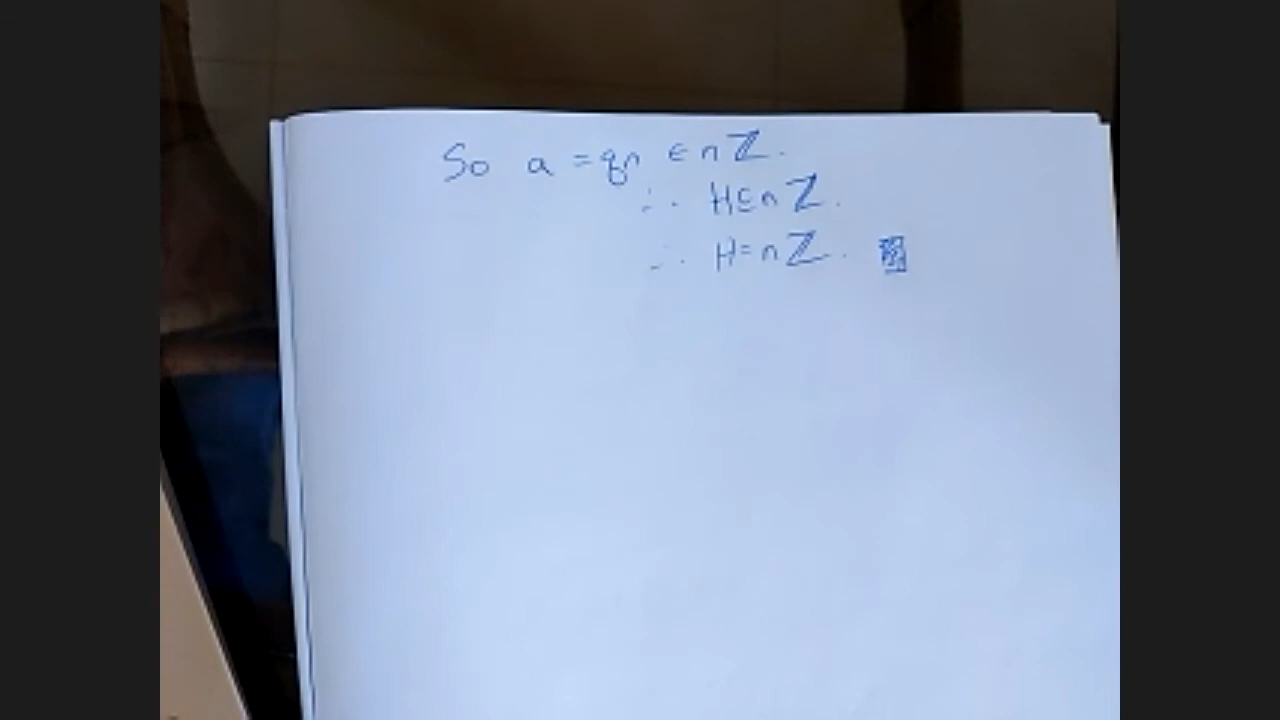 So a = qn ∈ nℤ.
∴ H ⊆ nℤ.
∴ H = nℤ.